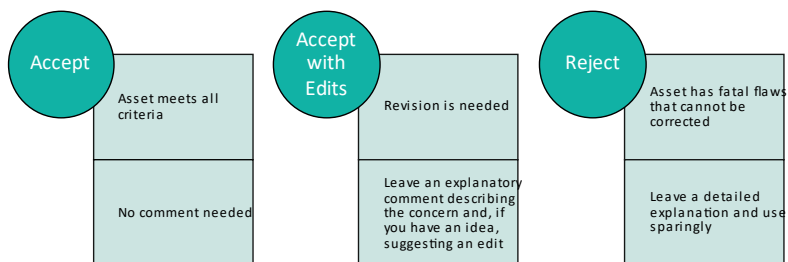 Accept
Asset meets all
criteria
No comment needed
Accept
with
Edits
Revision is needed
Leave an explanatory
comment describing
the concern and, if
you have an idea,
suggesting an edit
Reject
Asset has fatal flaws
that cannot be
corrected
Leave a detailed
explanation and use
sparingly